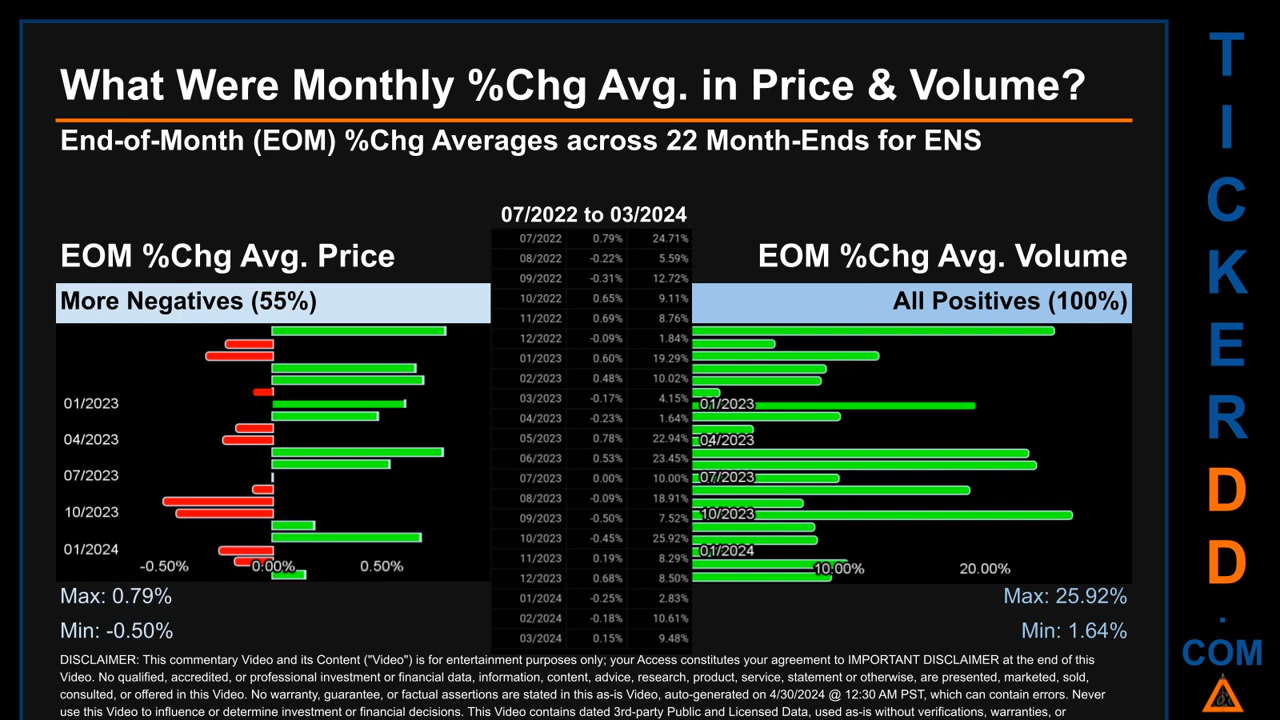 What Were Monthly %Chg Avg. in Price & Volume?
End-of-Month (EOM) %Chg Averages across 22 Month-Ends for ENS
07/2022 to 03/2024
EOM %Chg Avg. Price
EOM %Chg Avg. Volume
More Negatives (55%)
All Positives (100%)
07/2022 0.79% 24.71%
08/2022 -0.22% 5.59%
09/2022 -0.31% 12.72%
10/2022 0.65% 9.11%
11/2022 0.69% 8.76%
12/2022 -0.09% 1.84%
01/2023 0.60% 19.29%
02/2023 0.48% 10.02%
03/2023 -0.17% 4.15%
04/2023 -0.23% 1.64%
05/2023 0.78% 22.94%
06/2023 0.53% 23.45%
07/2023 0.00% 10.00%
08/2023 -0.09% 18.91%
09/2023 -0.50% 7.52%
10/2023 -0.45% 25.92%
11/2023 0.19% 8.29%
12/2023 0.68% 8.50%
01/2024 -0.25% 2.83%
02/2024 -0.18% 10.61%
03/2024 0.15% 9.48%
01/2023
04/2023
07/2023
10/2023
01/2024
-0.50% 0.00% 0.50%
01/2023
04/2023
07/2023
10/2023
01/2024
10.00% 20.00%
Max: 0.79%
Min: -0.50%
Max: 25.92%
Min: 1.64%
DISCLAIMER: This commentary Video and its Content ("Video") is for entertainment purposes only; your Access constitutes your agreement to IMPORTANT DISCLAIMER at the end of this
Video. No qualified, accredited, or professional investment or financial data, information, content, advice, research, product, service, statement or otherwise, are presented, marketed, sold,
consulted, or offered in this Video. No warranty, guarantee, or factual assertions are stated in this as-is Video, auto-generated on 4/30/2024 @ 12:30 AM PST, which can contain errors. Never
use this Video to influence or determine investment or financial decisions. This Video contains dated 3rd-party Public and Licensed Data, used as-is without verifications, warranties, or
T
I
C
K
E
R
D
D
.
COM